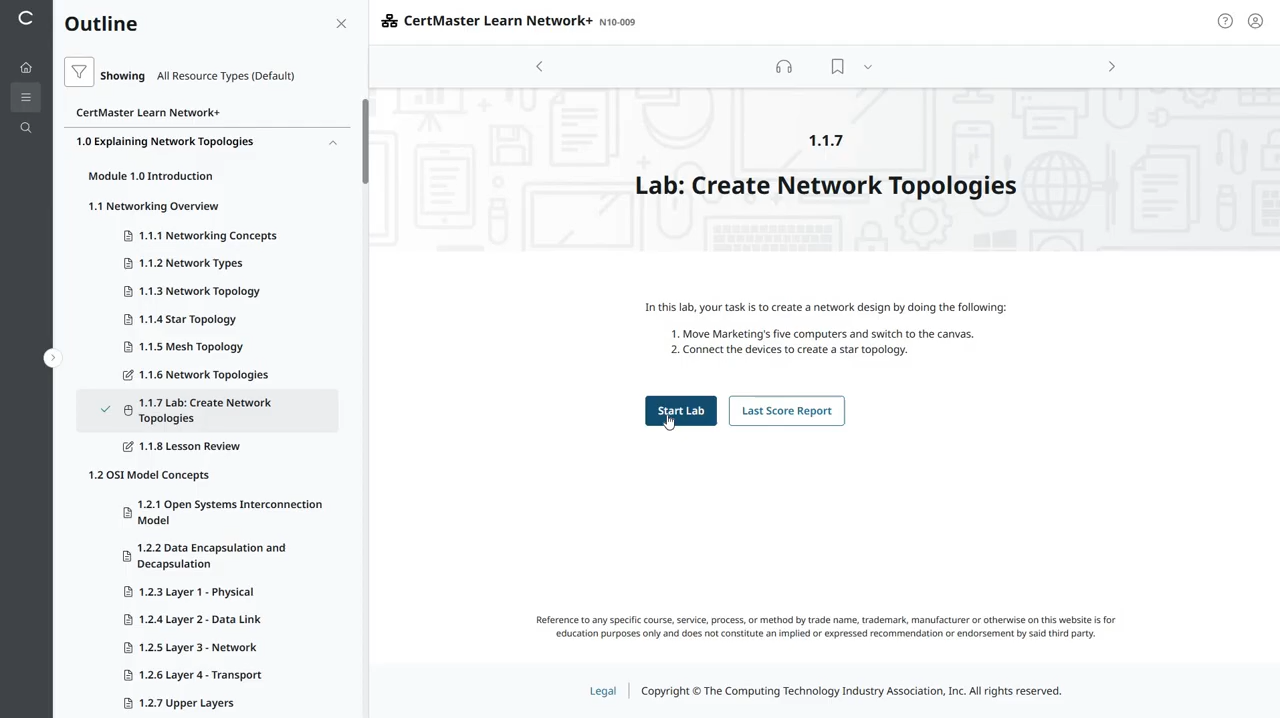 Outline
Showing All Resource Types (Default)
CertMaster Learn Network+
1.0 Explaining Network Topologies
Module 1.0 Introduction
1.1 Networking Overview
1.1.1 Networking Concepts
1.1.2 Network Types
1.1.3 Network Topology
1.1.4 Star Topology
1.1.5 Mesh Topology
1.1.6 Network Topologies
1.1.7 Lab: Create Network
Topologies
1.1.8 Lesson Review
1.2 OSI Model Concepts
1.2.1 Open Systems Interconnection
Model
1.2.2 Data Encapsulation and
Decapsulation
1.2.3 Layer 1 - Physical
1.2.4 Layer 2 - Data Link
1.2.5 Layer 3 - Network
1.2.6 Layer 4 - Transport
1.2.7 Upper Layers
CertMaster Learn Network+ N10-009
1.1.7
Lab: Create Network Topologies
In this lab, your task is to create a network design by doing the following:
1. Move Marketing's five computers and switch to the canvas.
2. Connect the devices to create a star topology.
Start Lab
Last Score Report
Reference to any specific course, service, process, or method by trade name, trademark, manufacturer or otherwise on this website is for
education purposes only and does not constitute an implied or expressed recommendation or endorsement by said third party.
Legal
Copyright © The Computing Technology Industry Association, Inc. All rights reserved.